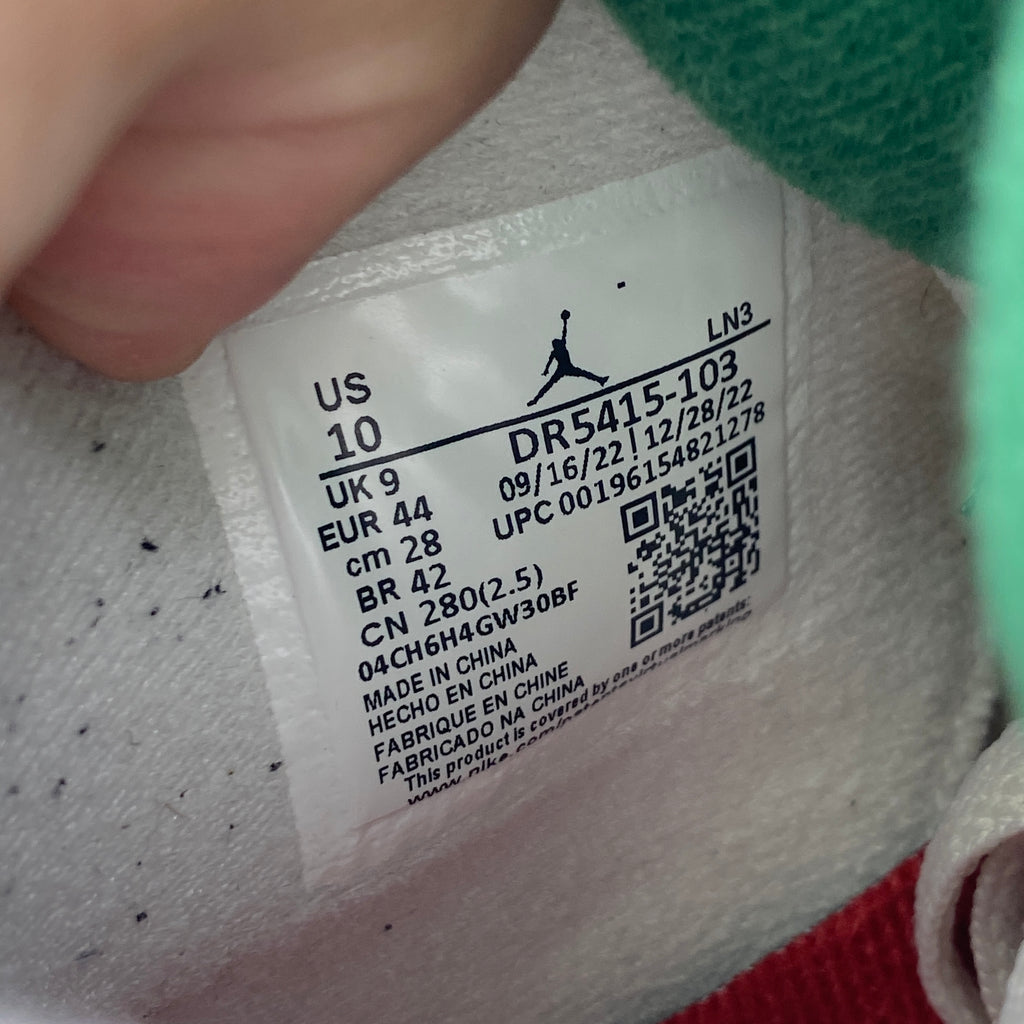 US
10
LN3
DR5415-103
09/16/22 ! 12/28/22
UPC 00196154821278
UK 9
EUR 44
cm 28
BR 42
CN 280(2.5)
04CH6H4GW30BF
MADE IN CHINA
HECHO EN CHINA
FABRIQUE EN CHINE
FABRICADO NA CHINA
This product is covered by one or more patents: